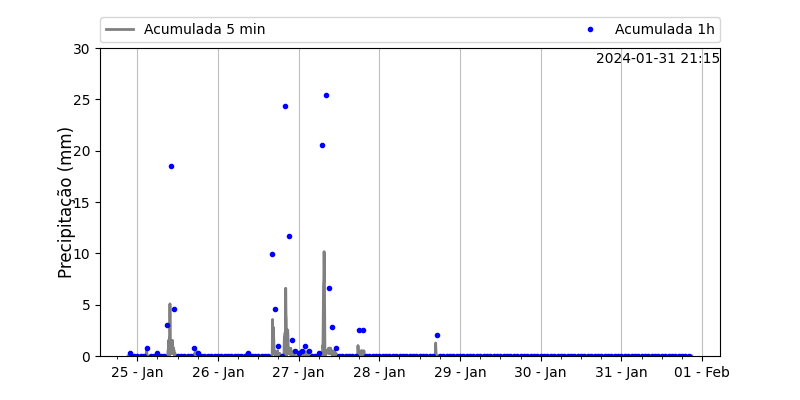 Acumulada 5 min Acumulada 1h
2024-01-31 21:15
Precipitação (mm)
30
25
20
15
10
5
0
25 - Jan 26 - Jan 27 - Jan 28 - Jan 29 - Jan 30 - Jan 31 - Jan 01 - Feb